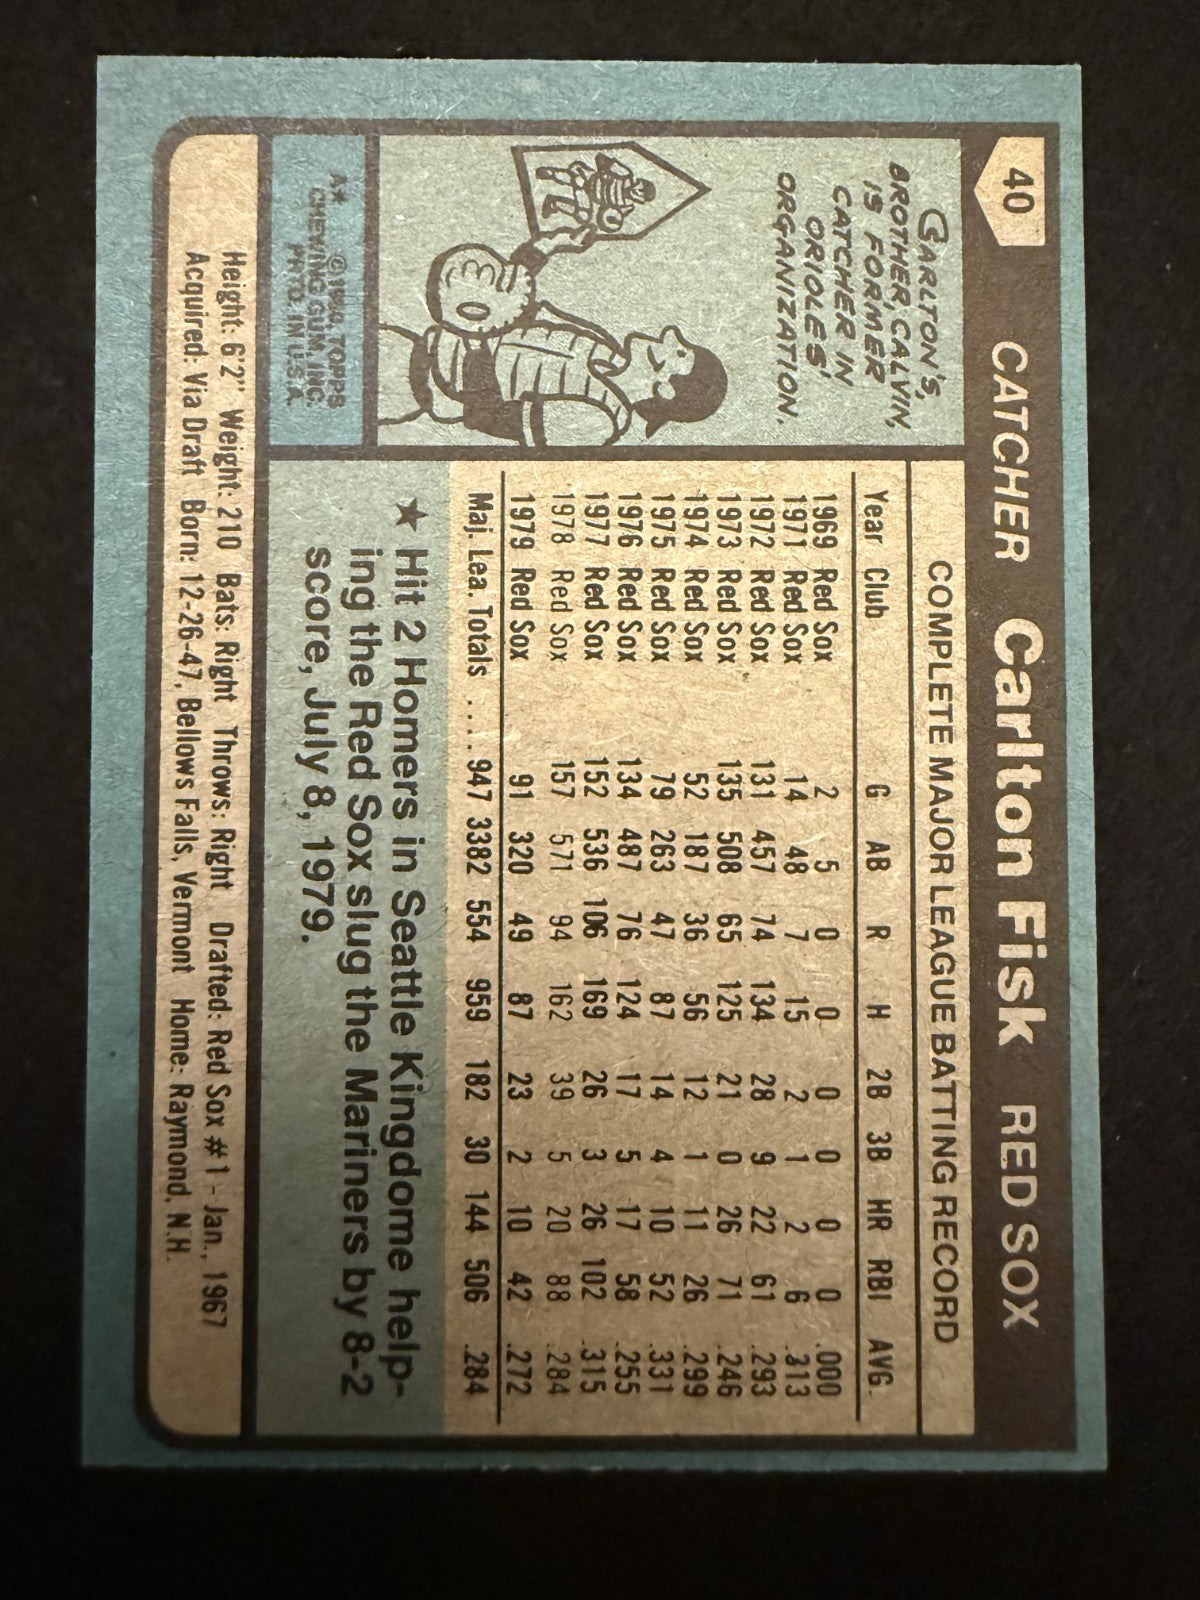 40 CATCHER Carlton Fisk RED SOX
CARLTON'S
BROTHER, CALVIN,
IS FORMER
CATCHER IN
ORIOLES'
ORGANIZATION.
A★ ©1980, TOPPS
CHEWING GUM, INC.
PRTD. IN U.S.A.
COMPLETE MAJOR LEAGUE BATTING RECORD
Year Club G AB R H 2B 3B HR RBI AVG.
1969 Red Sox 2 5 0 0 0 0 0 0 .000
1971 Red Sox 14 48 7 15 2 1 2 6 .313
1972 Red Sox 131 457 74 134 28 9 22 61 .293
1973 Red Sox 135 508 65 125 21 0 26 71 .246
1974 Red Sox 52 187 36 56 12 1 11 26 .299
1975 Red Sox 79 263 47 87 14 4 10 52 .331
1976 Red Sox 134 487 76 124 17 5 17 58 .255
1977 Red Sox 152 536 106 169 26 3 26 102 .315
1978 Red Sox 157 571 94 162 39 5 20 88 .284
1979 Red Sox 91 320 49 87 23 2 10 42 .272
Maj. Lea. Totals .... 947 3382 554 959 182 30 144 506 .284
★ Hit 2 Homers in Seattle Kingdome help-
ing the Red Sox slug the Mariners by 8-2
score, July 8, 1979.
Height: 6'2" Weight: 210 Bats: Right Throws: Right Drafted: Red Sox #1 - Jan., 1967
Acquired: Via Draft Born: 12-26-47, Bellows Falls, Vermont Home: Raymond, N.H.